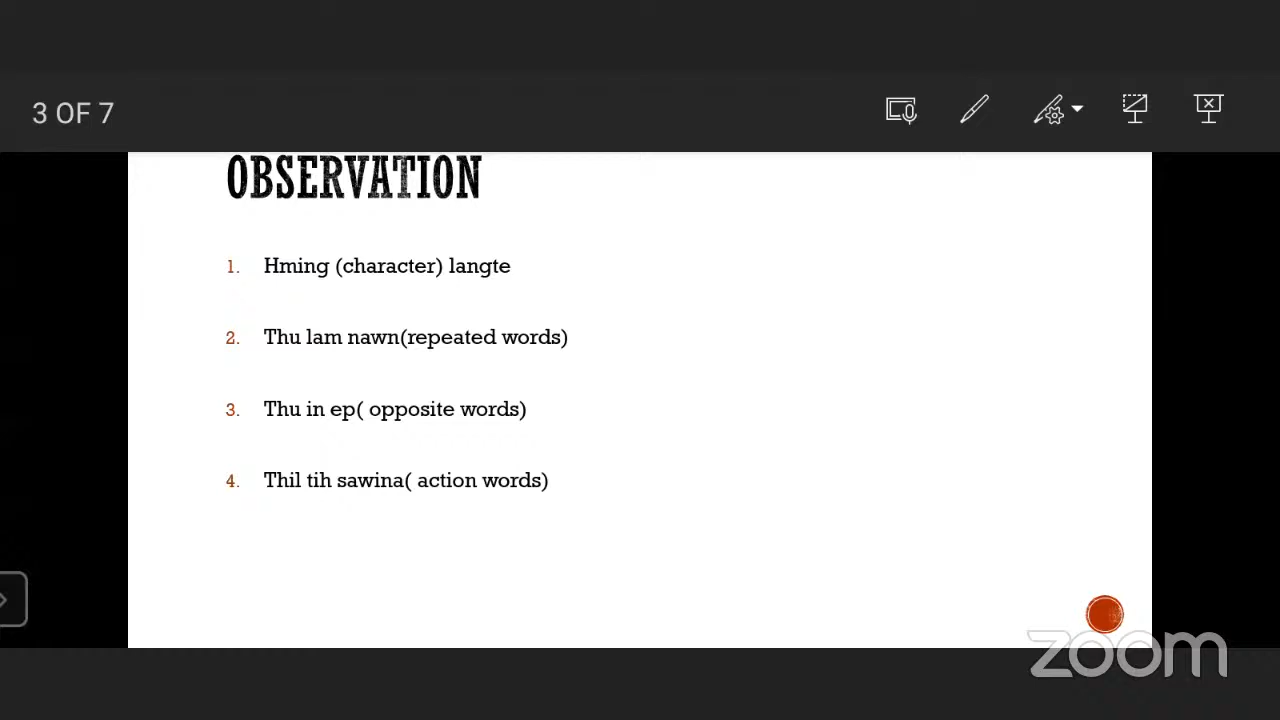 3 OF 7
OBSERVATION
1. Hming (character) langte
2. Thu lam nawn(repeated words)
3. Thu in ep( opposite words)
4. Thil tih sawina( action words)
zoom